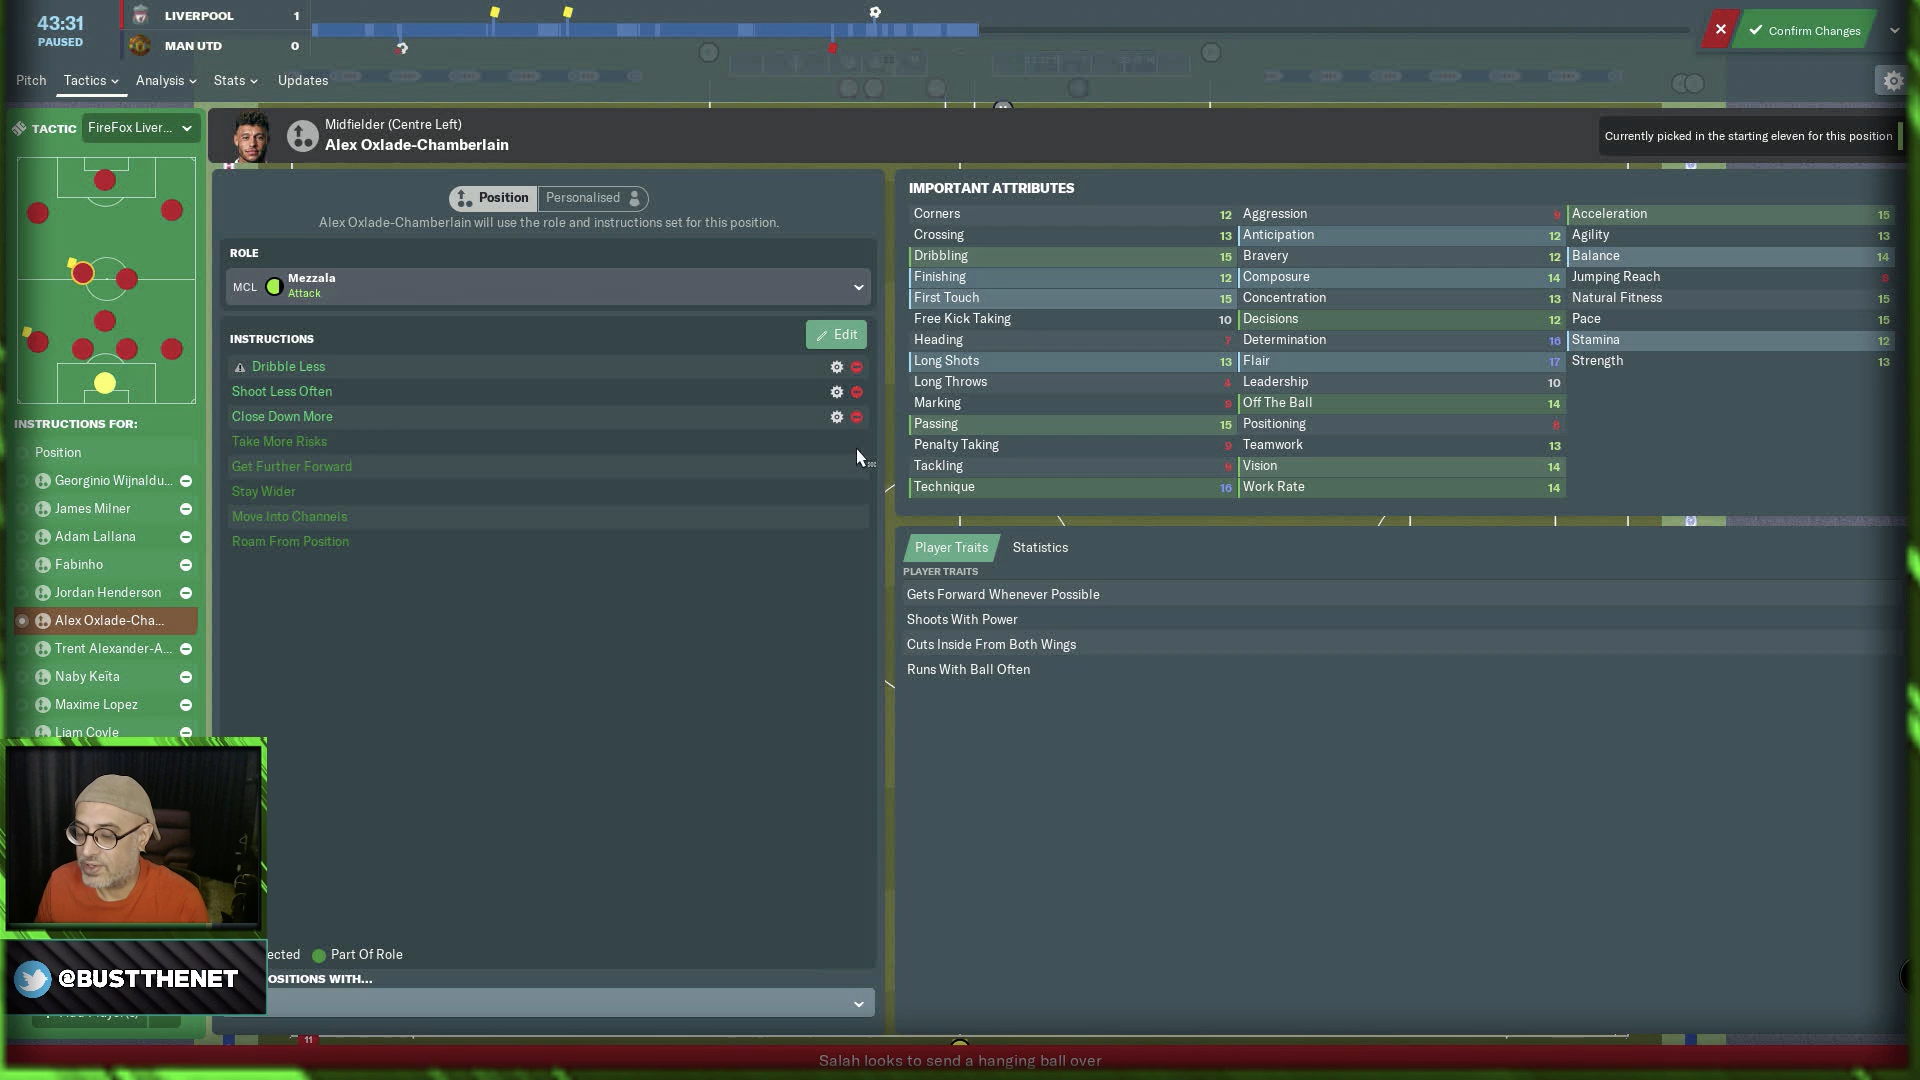 43:31
PAUSED
LIVERPOOL 1
MAN UTD 0
Confirm Changes
Pitch Tactics Analysis Stats Updates
TACTIC FireFox Liver...
Midfielder (Centre Left)
Alex Oxlade-Chamberlain
Currently picked in the starting eleven for this position
Position Personalised
Alex Oxlade-Chamberlain will use the role and instructions set for this position.
ROLE
MCL Mezzala
Attack
INSTRUCTIONS Edit
Dribble Less
Shoot Less Often
Close Down More
Take More Risks
Get Further Forward
Stay Wider
Move Into Channels
Roam From Position
ected Part Of Role
OSITIONS WITH...
INSTRUCTIONS FOR:
Position
Georginio Wijnaldu...
James Milner
Adam Lallana
Fabinho
Jordan Henderson
Alex Oxlade-Cha...
Trent Alexander-A...
Naby Keïta
Maxime Lopez
Liam Coyle
IMPORTANT ATTRIBUTES
Corners 12 Aggression 9 Acceleration 15
Crossing 13 Anticipation 12 Agility 13
Dribbling 15 Bravery 12 Balance 14
Finishing 12 Composure 14 Jumping Reach
First Touch 15 Concentration 13 Natural Fitness 15
Free Kick Taking 10 Decisions 12 Pace 15
Heading 7 Determination 16 Stamina 12
Long Shots 13 Flair 17 Strength 13
Long Throws 4 Leadership 10
Marking 9 Off The Ball 14
Passing 15 Positioning 8
Penalty Taking 9 Teamwork 13
Tackling Vision 14
Technique 16 Work Rate 14
Player Traits Statistics
PLAYER TRAITS
Gets Forward Whenever Possible
Shoots With Power
Cuts Inside From Both Wings
Runs With Ball Often
@BUSTTHENET
11
Salah looks to send a hanging ball over